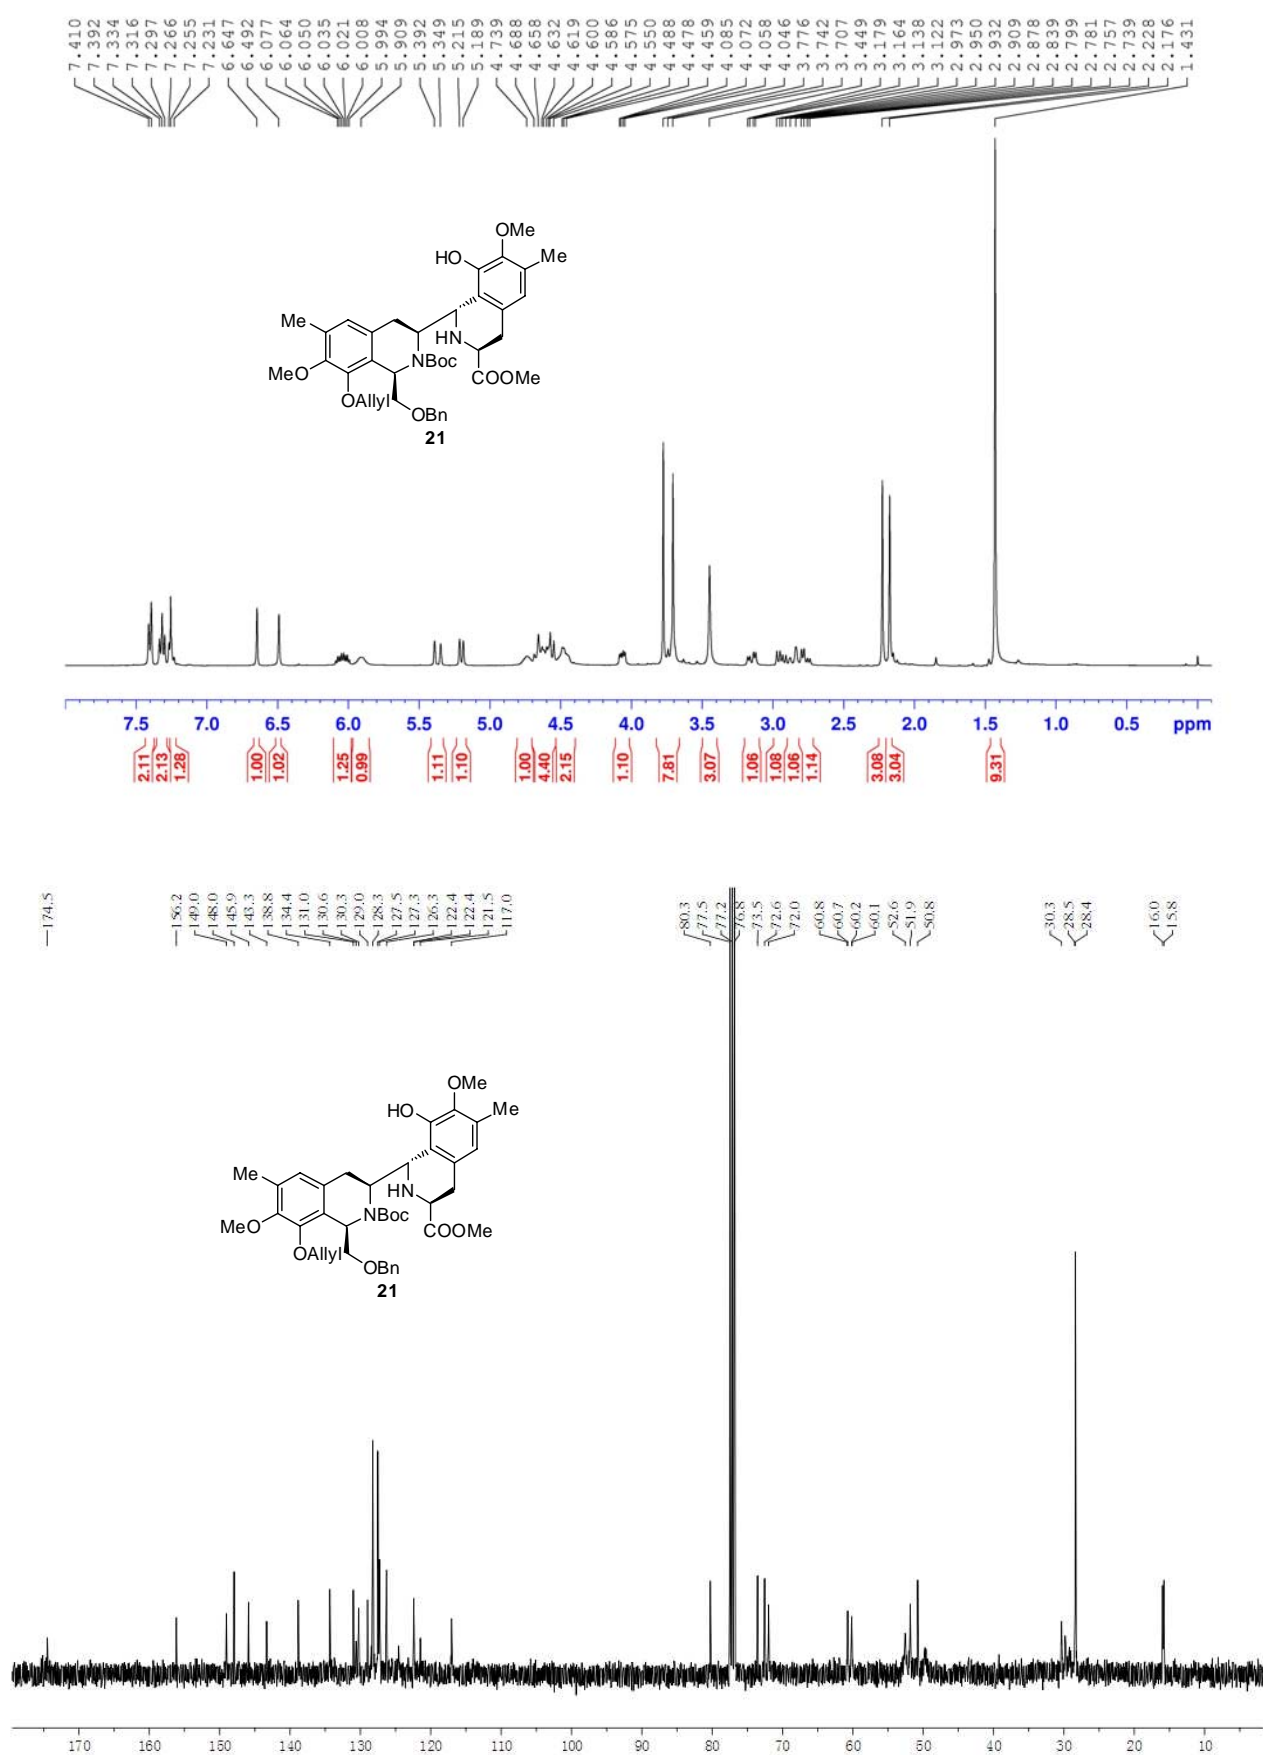 7.410 7.392 7.334 7.316 7.297 7.266 7.255 7.231 6.647 6.492 6.077 6.064 6.050 6.035 6.021 6.008 5.994 5.909 5.392 5.349 5.215 5.189 4.739 4.688 4.658 4.632 4.619 4.600 4.586 4.575 4.550 4.488 4.478 4.459 4.085 4.072 4.058 4.046 3.776 3.742 3.707 3.449 3.179 3.164 3.138 3.122 2.973 2.950 2.932 2.909 2.878 2.839 2.799 2.781 2.757 2.739 2.228 2.176 1.431
OMe
HO
Me
Me
HN
NBoc
MeO
COOMe
OAllyl
OBn
21
7.5 7.0 6.5 6.0 5.5 5.0 4.5 4.0 3.5 3.0 2.5 2.0 1.5 1.0 0.5 ppm
2.11 2.13 1.28 1.00 1.02 1.25 0.99 1.11 1.10 1.00 4.40 2.15 1.10 7.81 3.07 1.06 1.08 1.06 1.14 3.08 3.04 9.31
174.5 156.2 149.0 148.0 145.9 143.3 138.8 134.4 131.0 130.6 130.3 129.0 128.3 127.5 127.3 126.3 122.4 122.4 121.5 117.0 80.3 77.5 77.2 76.8 73.5 72.6 72.0 60.8 60.7 60.2 60.1 52.6 51.9 50.8 30.3 28.5 28.4 16.0 15.8
OMe
HO
Me
Me
HN
NBoc
MeO
COOMe
OAllyl
OBn
21
170 160 150 140 130 120 110 100 90 80 70 60 50 40 30 20 10